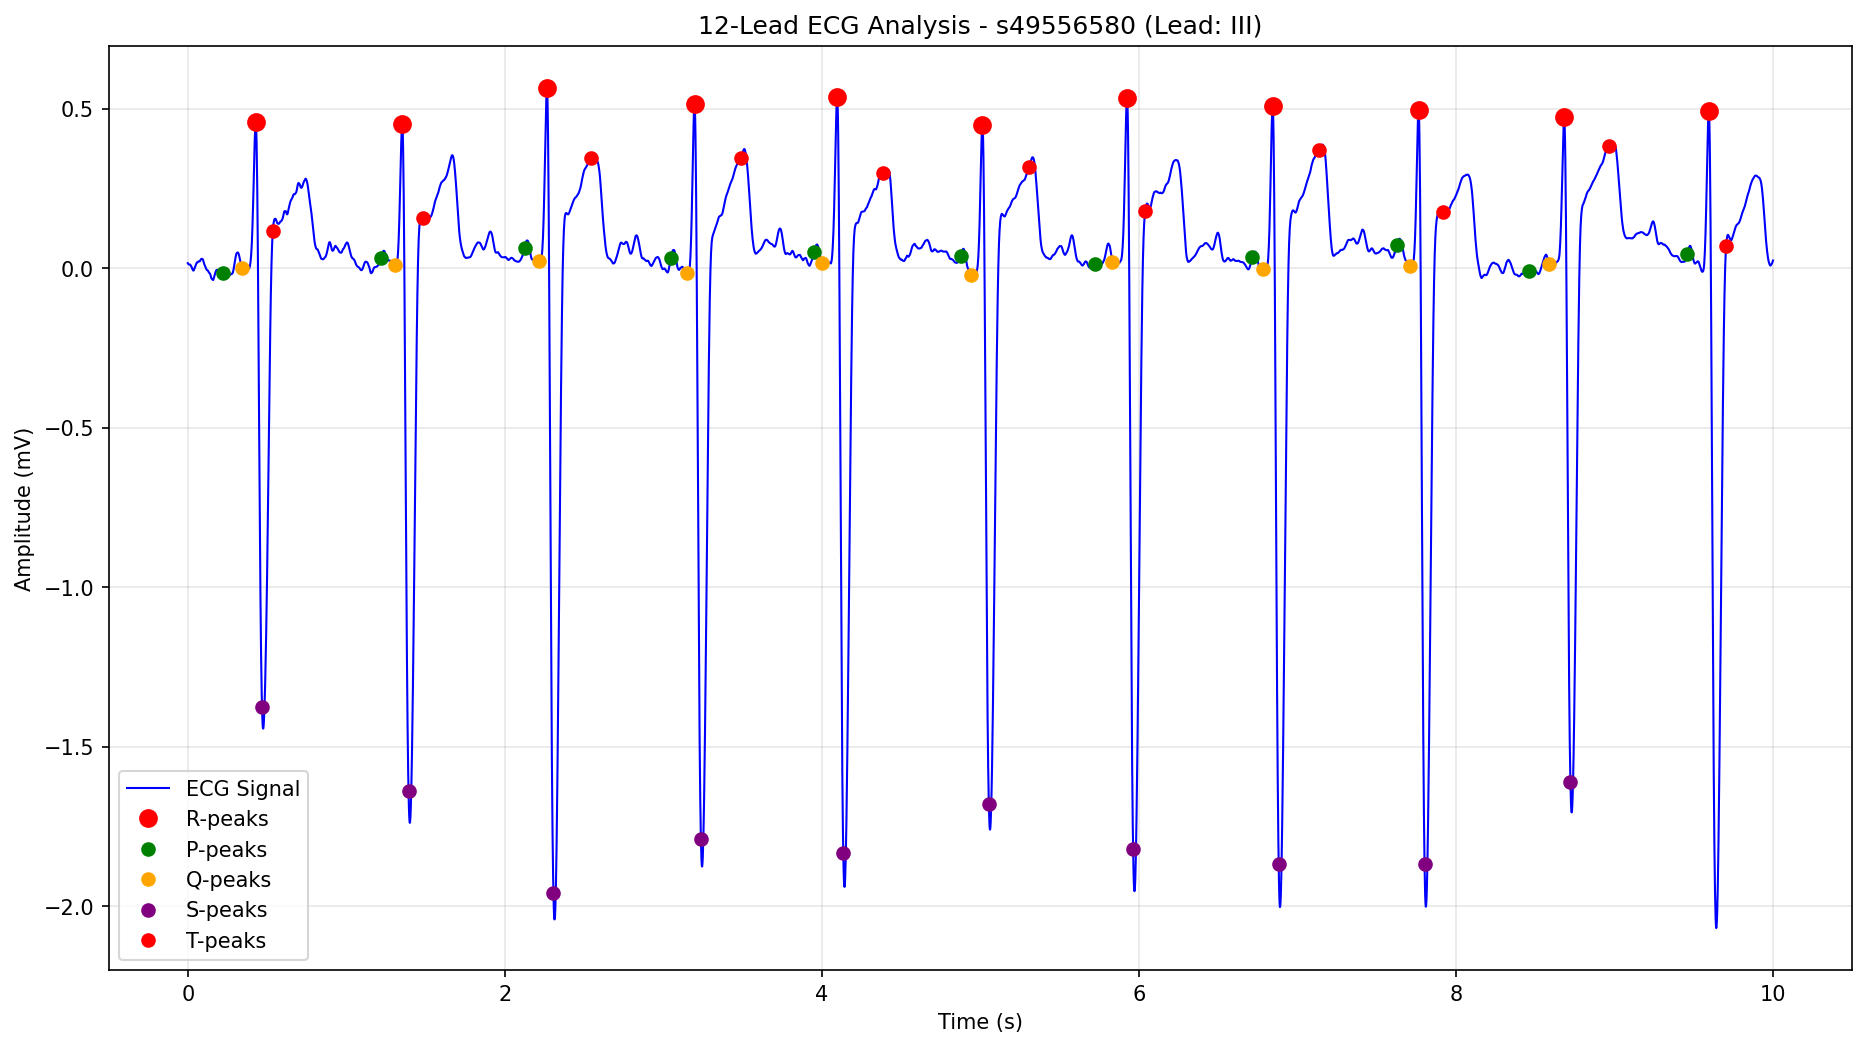 12-Lead ECG Analysis - s49556580 (Lead: III)
Amplitude (mV)
0.5
0.0
−0.5
−1.0
−1.5
−2.0
ECG Signal
R-peaks
P-peaks
Q-peaks
S-peaks
T-peaks
0 2 4 6 8 10
Time (s)